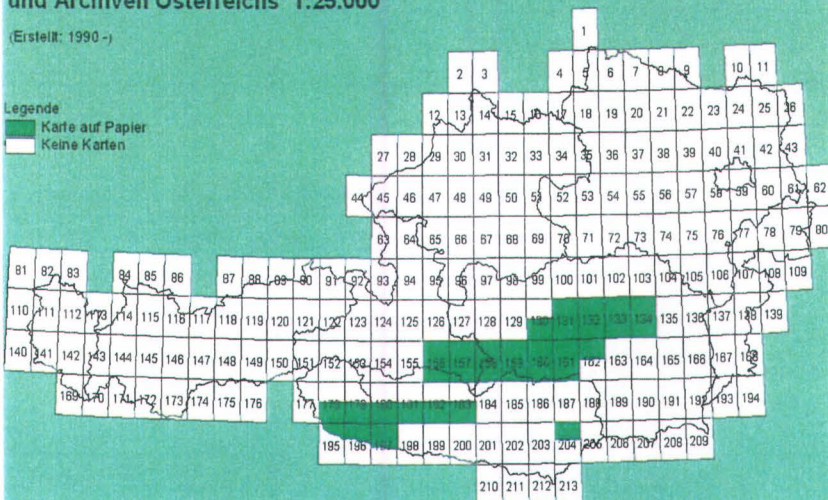 und Archiven Österreichs 1:25.000
(Erstellt: 1990 -)
Legende
Karte auf Papier
Keine Karten
1
2 3 4 5 6 7 8 9 10 11
12 13 14 15 16 17 18 19 20 21 22 23 24 25 26
27 28 29 30 31 32 33 34 35 36 37 38 39 40 41 42 43
44 45 46 47 48 49 50 51 52 53 54 55 56 57 58 59 60 61 62
63 64 65 66 67 68 69 70 71 72 73 74 75 76 77 78 79 80
81 82 83 84 85 86 87 88 89 90 91 92 93 94 95 96 97 98 99 100 101 102 103 104 105 106 107 108 109
110 111 112 113 114 115 116 117 118 119 120 121 122 123 124 125 126 127 128 129 130 131 132 133 134 135 136 137 138 139
140 141 142 143 144 145 146 147 148 149 150 151 152 153 154 155 156 157 158 159 160 161 162 163 164 165 166 167 168
169 170 171 172 173 174 175 176 177 178 179 180 181 182 183 184 185 186 187 188 189 190 191 192 193 194
195 196 197 198 199 200 201 202 203 204 205 206 207 208 209
210 211 212 213